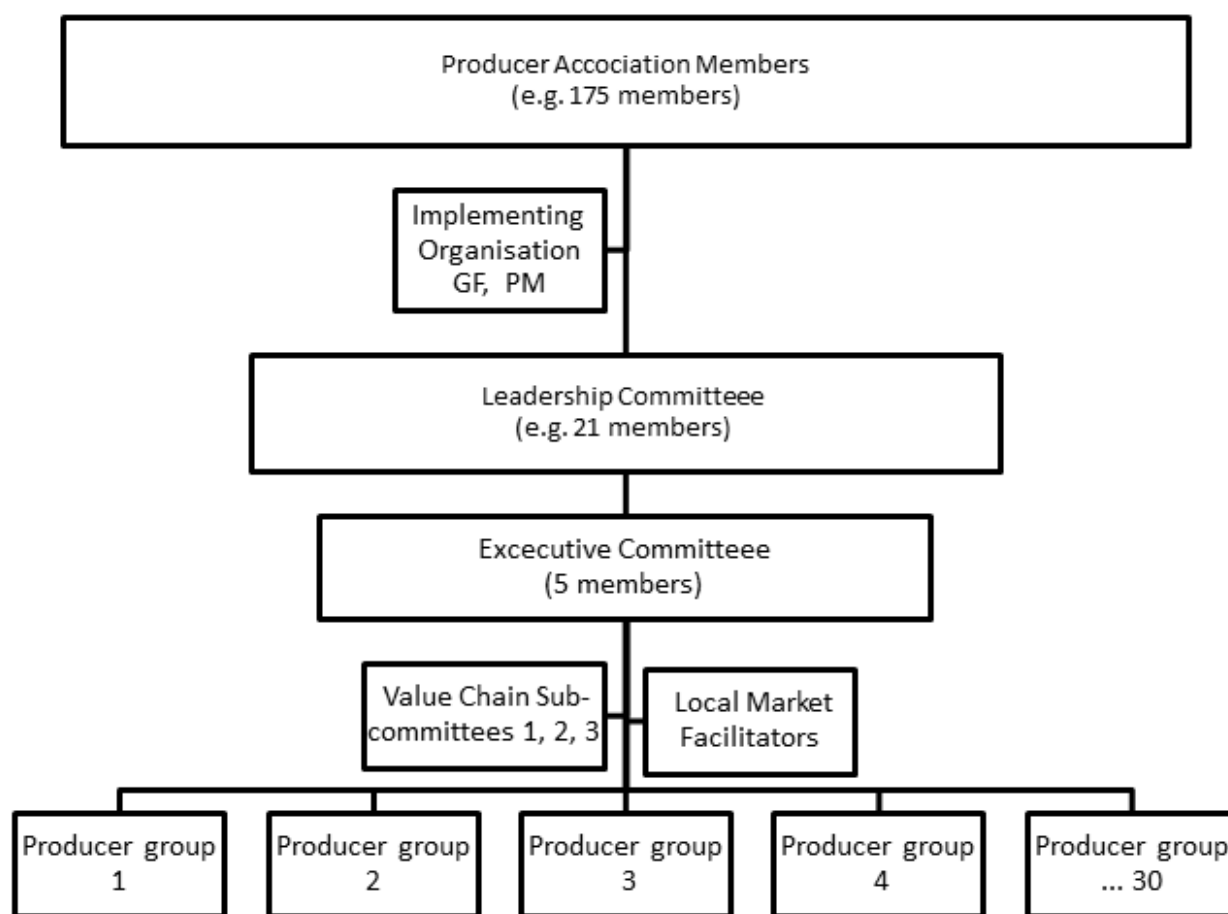 Producer Accociation Members
(e.g. 175 members)
Implementing
Organisation
GF, PM
Leadership Committeee
(e.g. 21 members)
Excecutive Committeee
(5 members)
Value Chain Sub-
committees 1, 2, 3
Local Market
Facilitators
Producer group
1
Producer group
2
Producer group
3
Producer group
4
Producer group
... 30